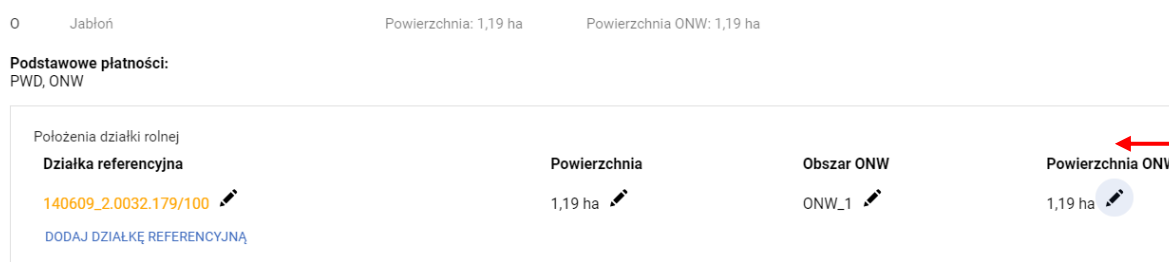 O Jabłoń Powierzchnia: 1,19 ha Powierzchnia ONW: 1,19 ha
Podstawowe płatności:
PWD, ONW
Położenia działki rolnej
Działka referencyjna Powierzchnia Obszar ONW Powierzchnia ONW
140609_2.0032.179/100 1,19 ha ONW_1 1,19 ha
DODAJ DZIAŁKĘ REFERENCYJNĄ